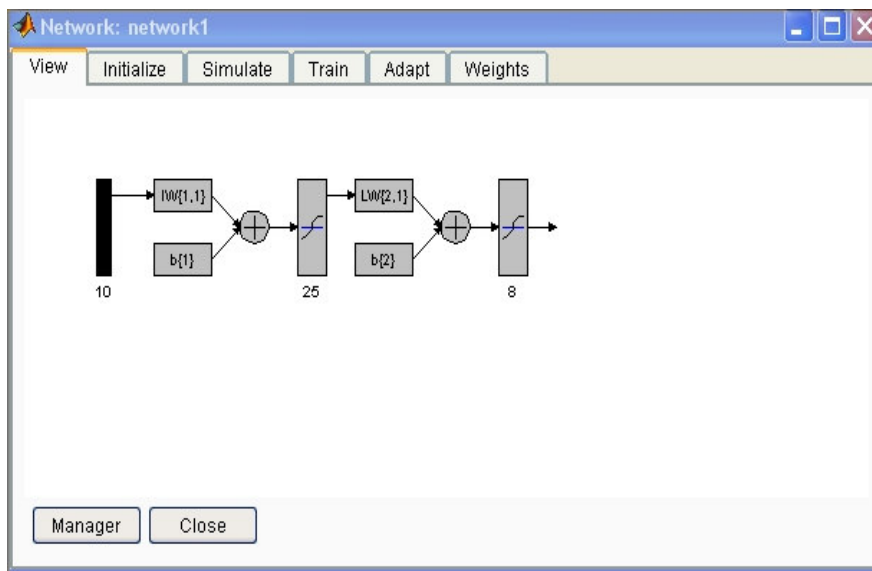 Network: network1
View Initialize Simulate Train Adapt Weights
IW{1,1} LW{2,1}
b{1} b{2}
10 25 8
Manager Close